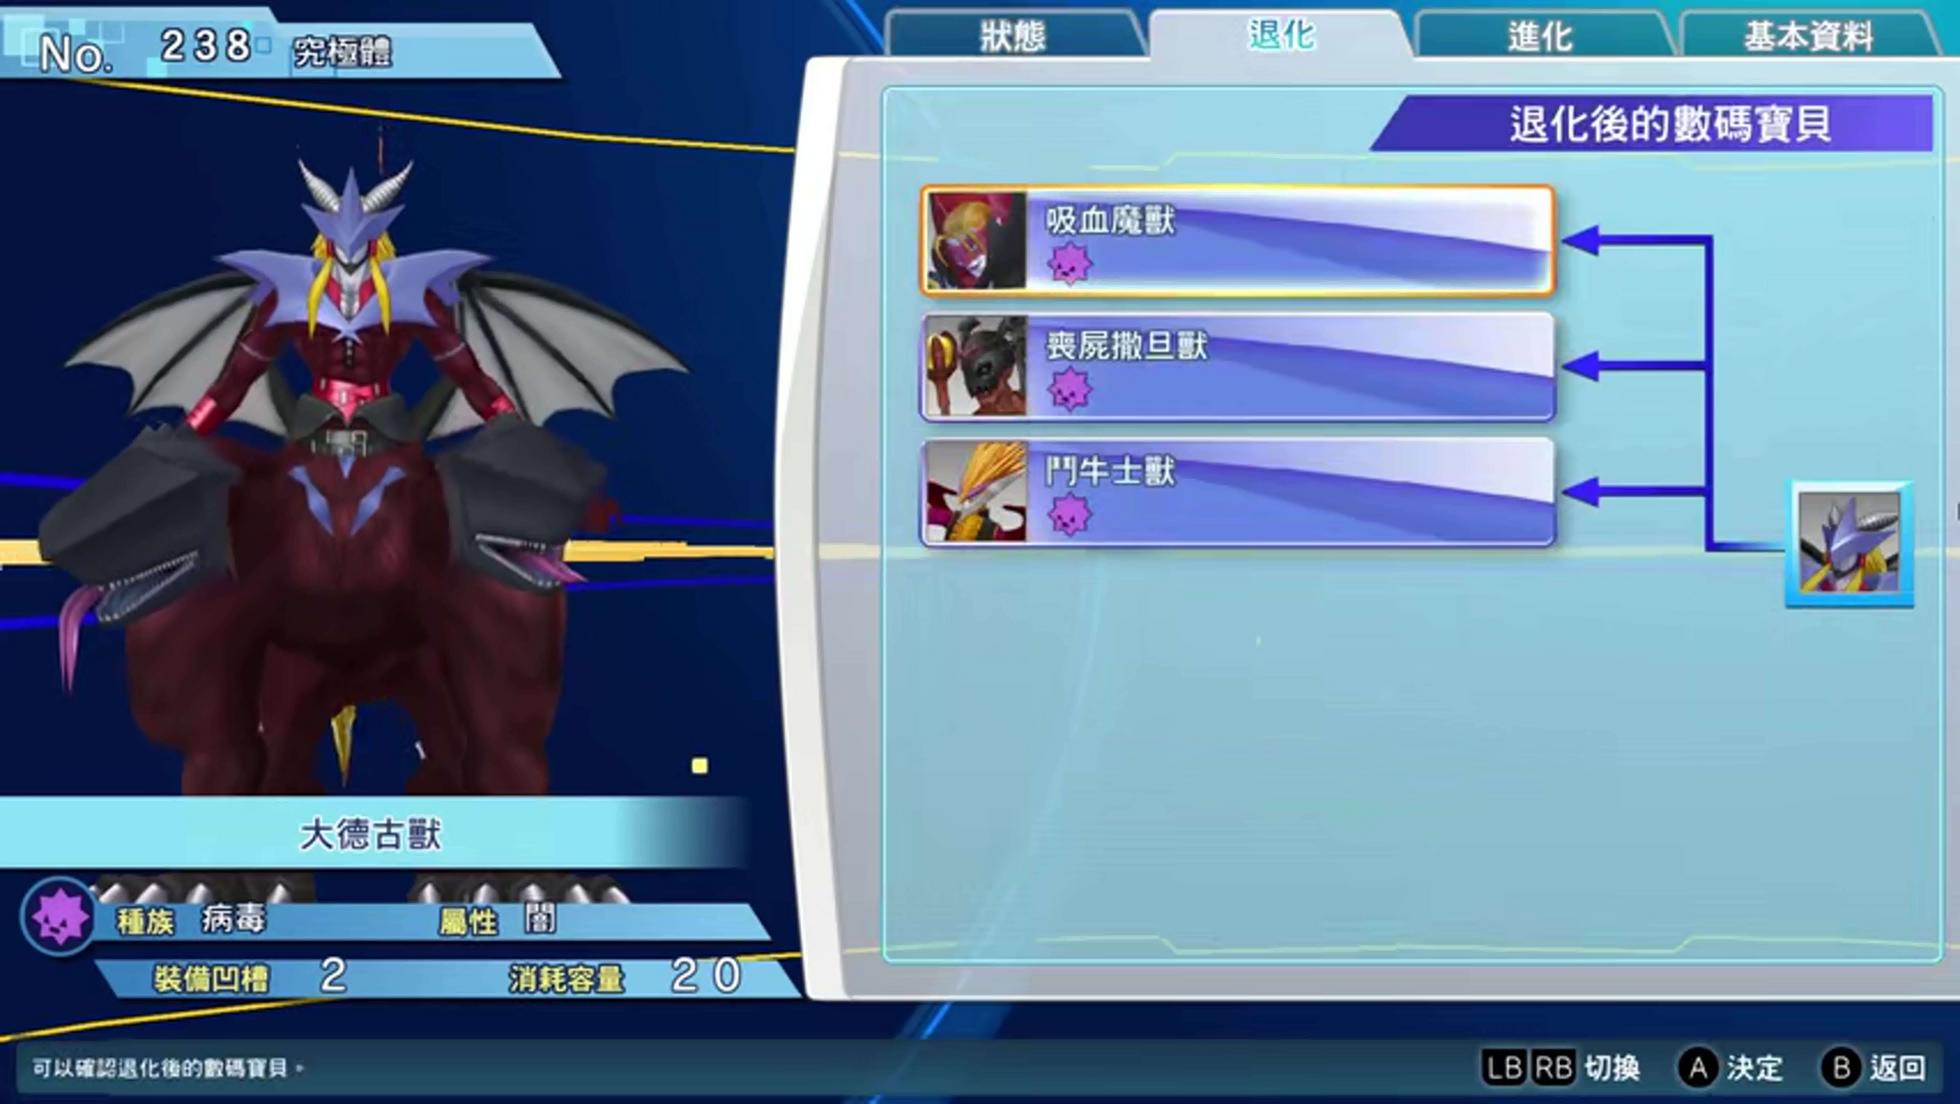 No. 238 究極體
狀態 退化 進化 基本資料
退化後的數碼寶貝
吸血魔獸
喪屍撒旦獸
鬥牛士獸
大德古獸
種族 病毒 屬性 闇
裝備凹槽 2 消耗容量 20
可以確認退化後的數碼寶貝。
LB RB 切換 A 決定 B 返回